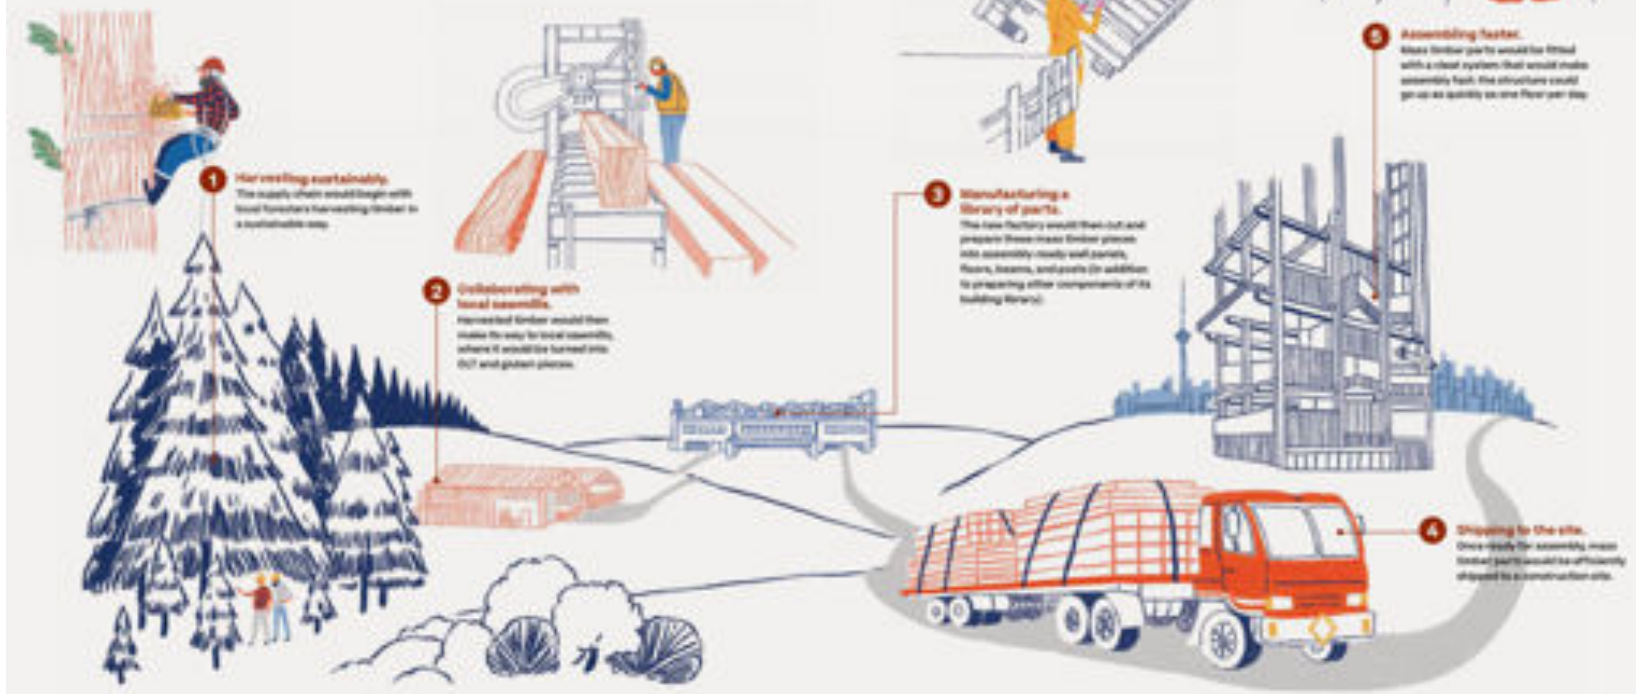 1
Harvesting sustainably.
The supply chain would begin with
local foresters harvesting timber in
a sustainable way.
2
Collaborating with
local sawmills.
Harvested timber would then
make its way to local sawmills,
where it would be turned into
CLT and glulam pieces.
3
Manufacturing a
library of parts.
The new factory would then cut and
prepare these mass timber pieces
into assembly-ready wall panels,
floors, beams, and posts (in addition
to preparing other components of its
building library).
4
Shipping to the site.
Once ready for assembly, mass
timber parts would be efficiently
shipped to a construction site.
5
Assembling faster.
Mass timber parts would be fitted
with a cleat system that would make
assembly fast: the structure could
go up as quickly as one floor per day.